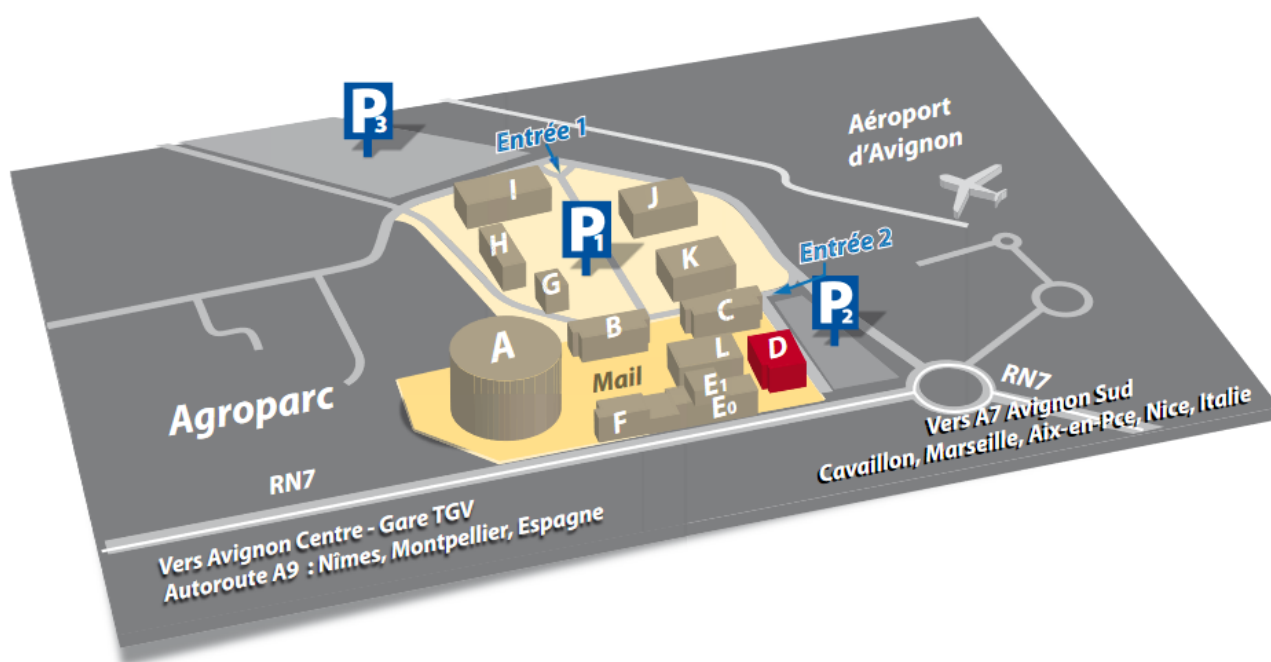 P3
Entrée 1
Aéroport
d'Avignon
I
J
H
P1
K
Entrée 2
G
C
P2
B
A
L
D
Mail
E1
E0
F
Agroparc
RN7
Vers A7 Avignon Sud
Cavaillon, Marseille, Aix-en-Pce, Nice, Italie
RN7
Vers Avignon Centre - Gare TGV
Autoroute A9 : Nîmes, Montpellier, Espagne